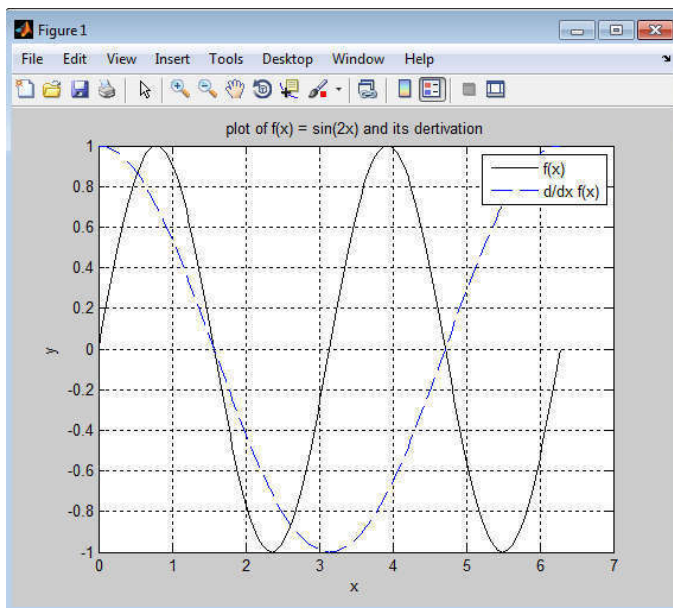 Figure 1
File Edit View Insert Tools Desktop Window Help
plot of f(x) = sin(2x) and its dertivation
1
0.8
0.6
0.4
0.2
0
-0.2
-0.4
-0.6
-0.8
-1
y
f(x)
d/dx f(x)
0 1 2 3 4 5 6 7
x